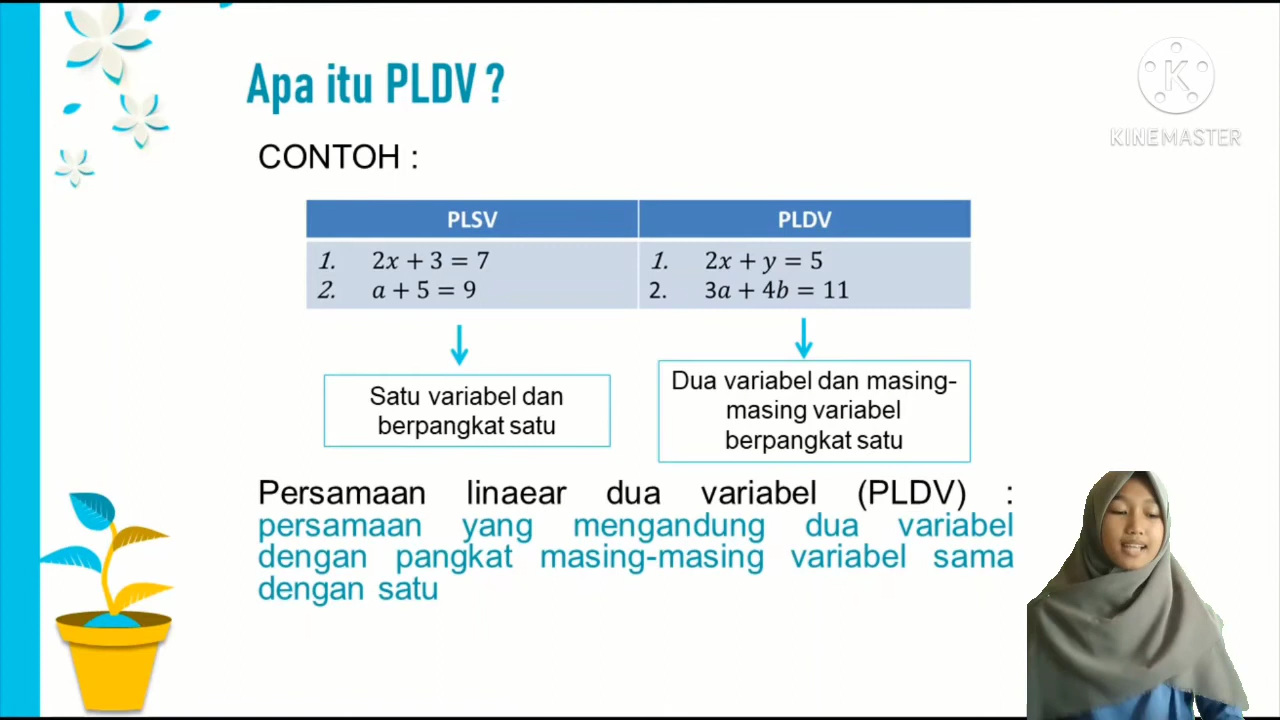 Apa itu PLDV ?
K
KINEMASTER
CONTOH :
PLSV PLDV
1. 2x + 3 = 7 1. 2x + y = 5
2. a + 5 = 9 2. 3a + 4b = 11
Satu variabel dan
berpangkat satu
Dua variabel dan masing-
masing variabel
berpangkat satu
Persamaan linaear dua variabel (PLDV) :
persamaan yang mengandung dua variabel
dengan pangkat masing-masing variabel sama
dengan satu